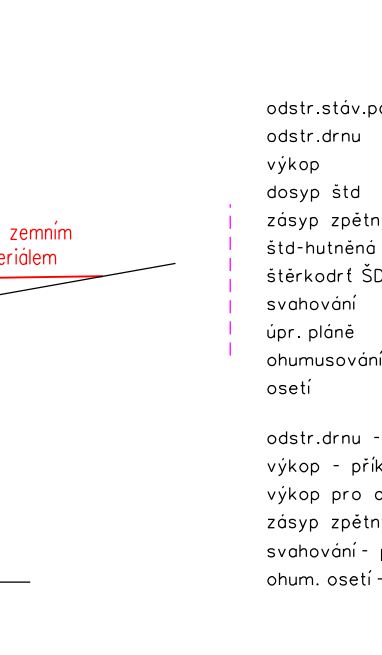 zemním
eriálem
odstr.stáv.po
odstr.drnu
výkop
dosyp štd
zásyp zpětn
štd-hutněná
štěrkodrť ŠD
svahování
úpr. pláně
ohumusování
osetí
odstr.drnu -
výkop - přík
výkop pro
zásyp zpětn
svahování -
ohum. osetí -